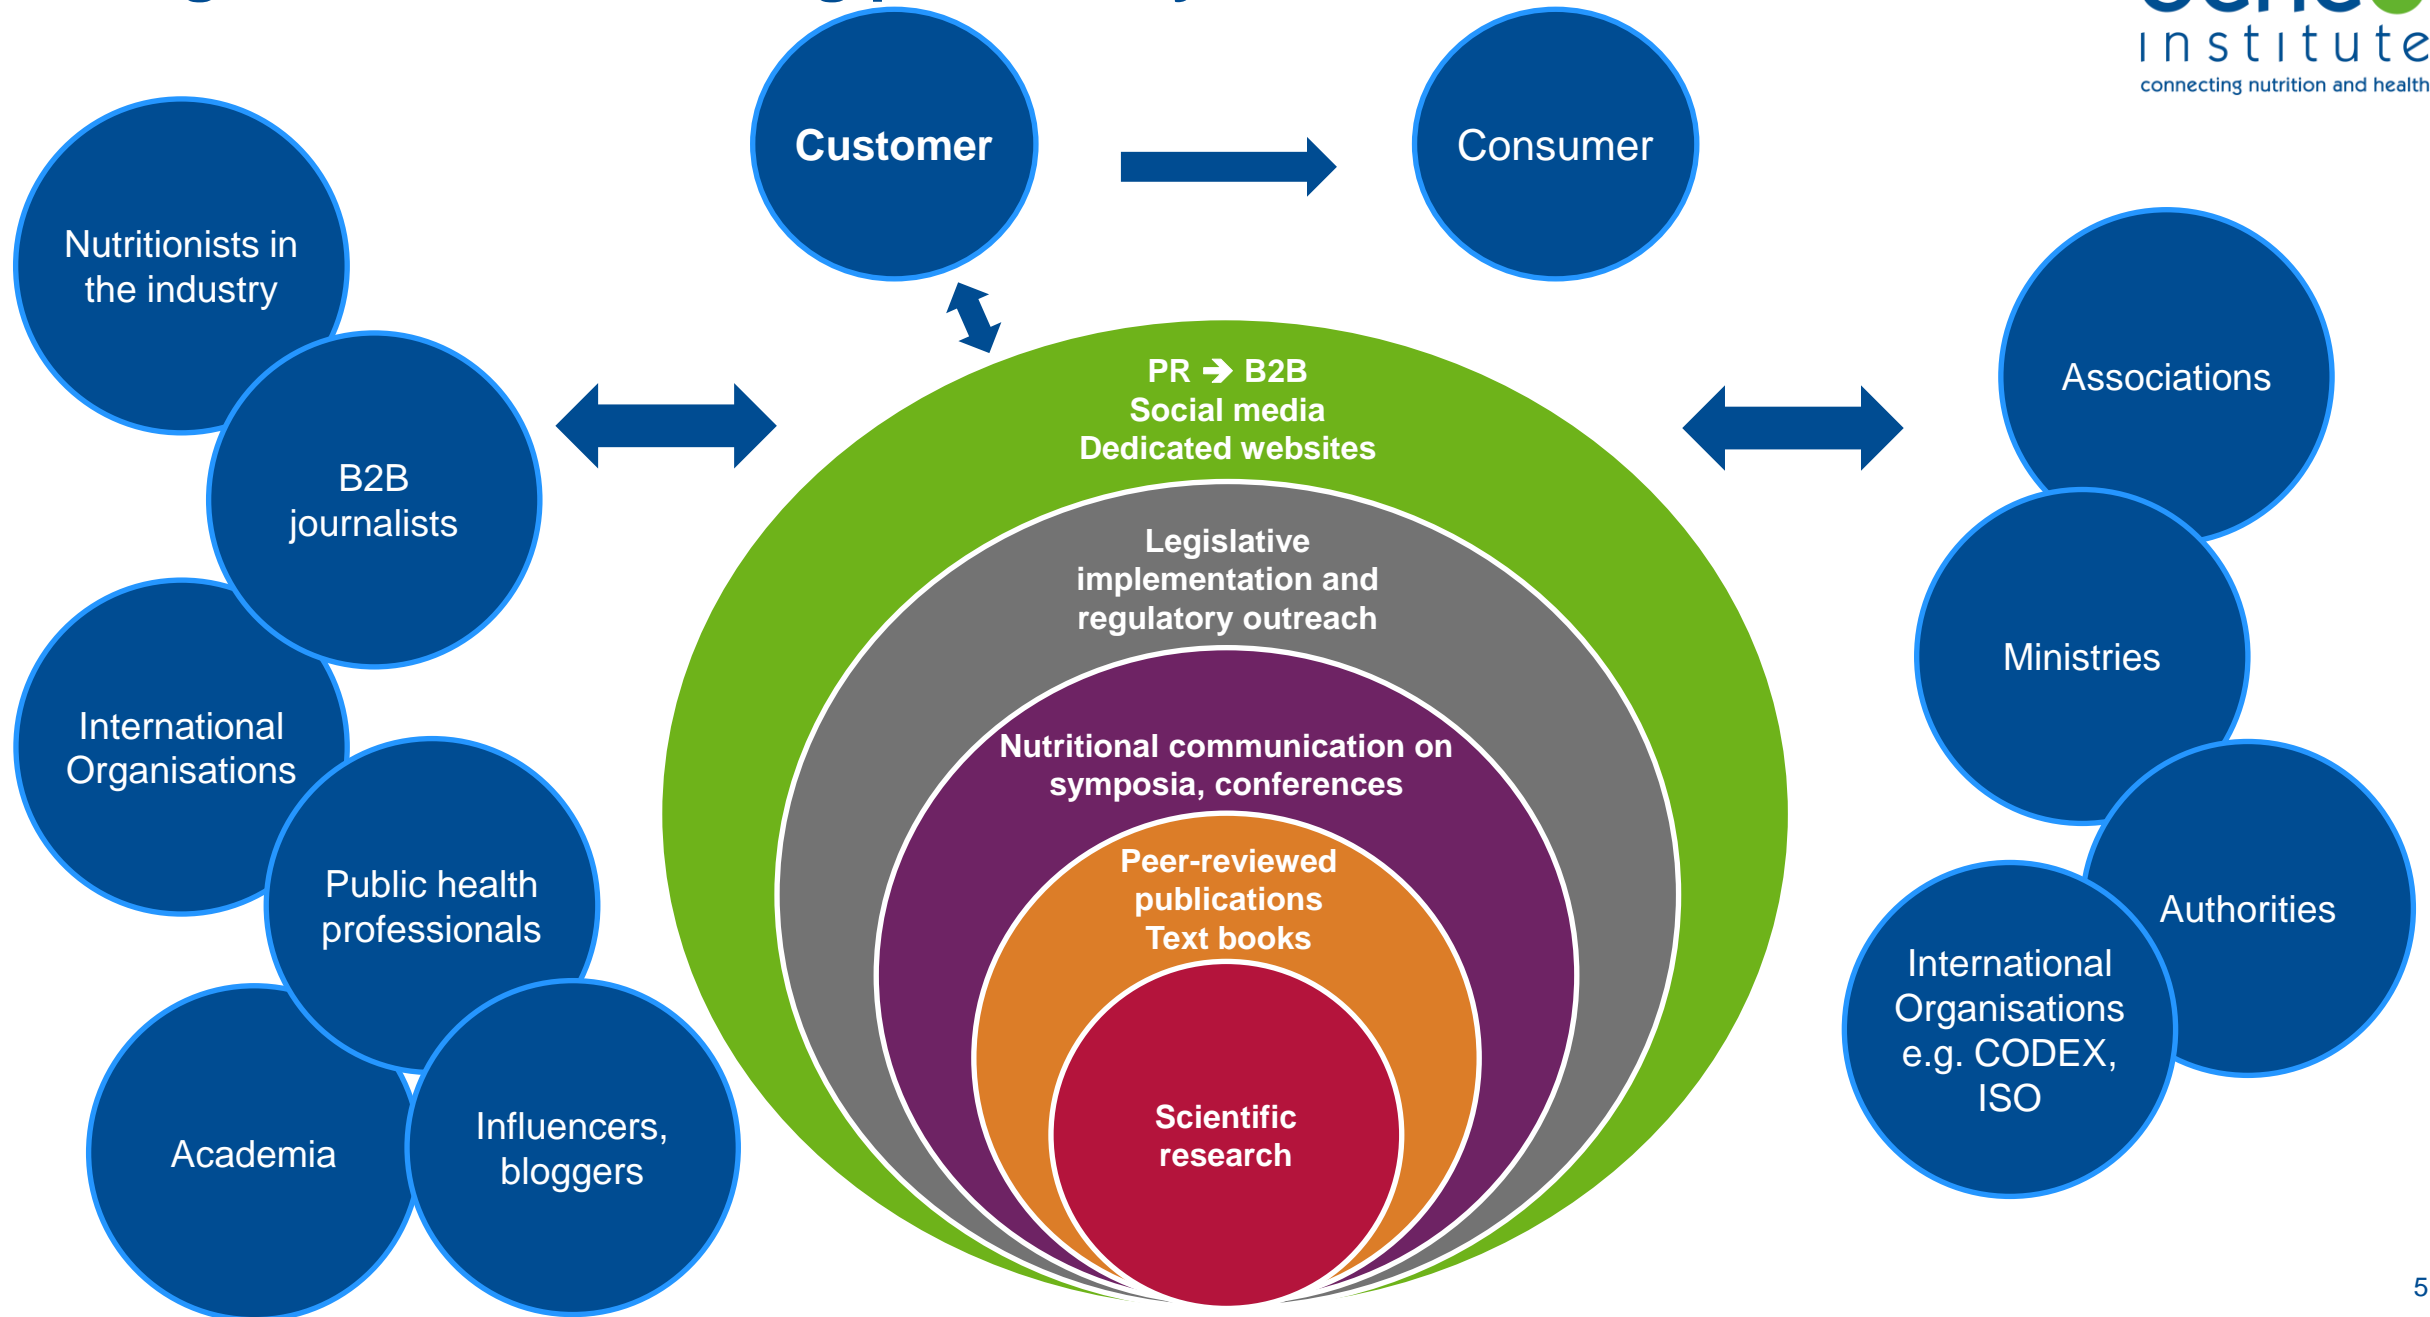 institute
connecting nutrition and health
Customer
Consumer
Nutritionists in
the industry
B2B
journalists
International
Organisations
Public health
professionals
Academia
Influencers,
bloggers
PR ➔ B2B
Social media
Dedicated websites
Legislative
implementation and
regulatory outreach
Nutritional communication on
symposia, conferences
Peer-reviewed
publications
Text books
Scientific
research
Associations
Ministries
Authorities
International
Organisations
e.g. CODEX,
ISO
5